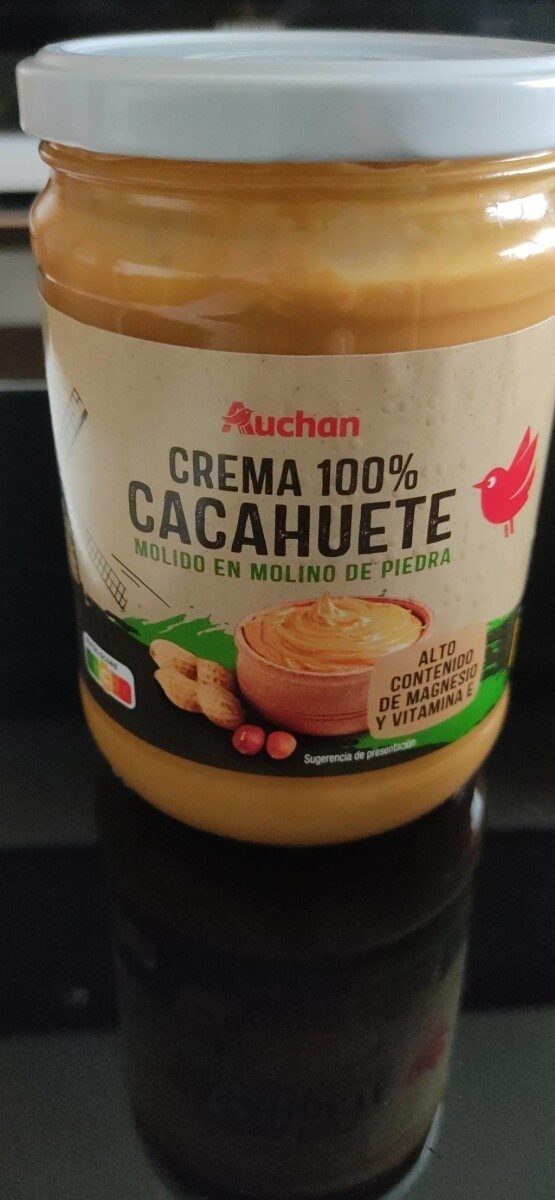 Auchan
CREMA 100%
CACAHUETE
MOLIDO EN MOLINO DE PIEDRA
ALTO
CONTENIDO
DE MAGNESIO
Y VITAMINA E
Sugerencia de presentación